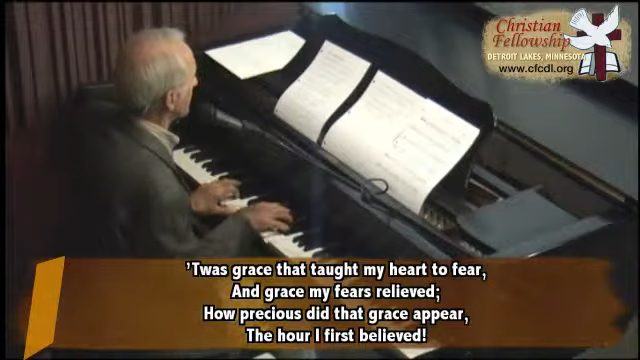 Christian
Fellowship
DETROIT LAKES, MINNESOTA
www.cfcdl.org
'Twas grace that taught my heart to fear,
And grace my fears relieved;
How precious did that grace appear,
The hour I first believed!